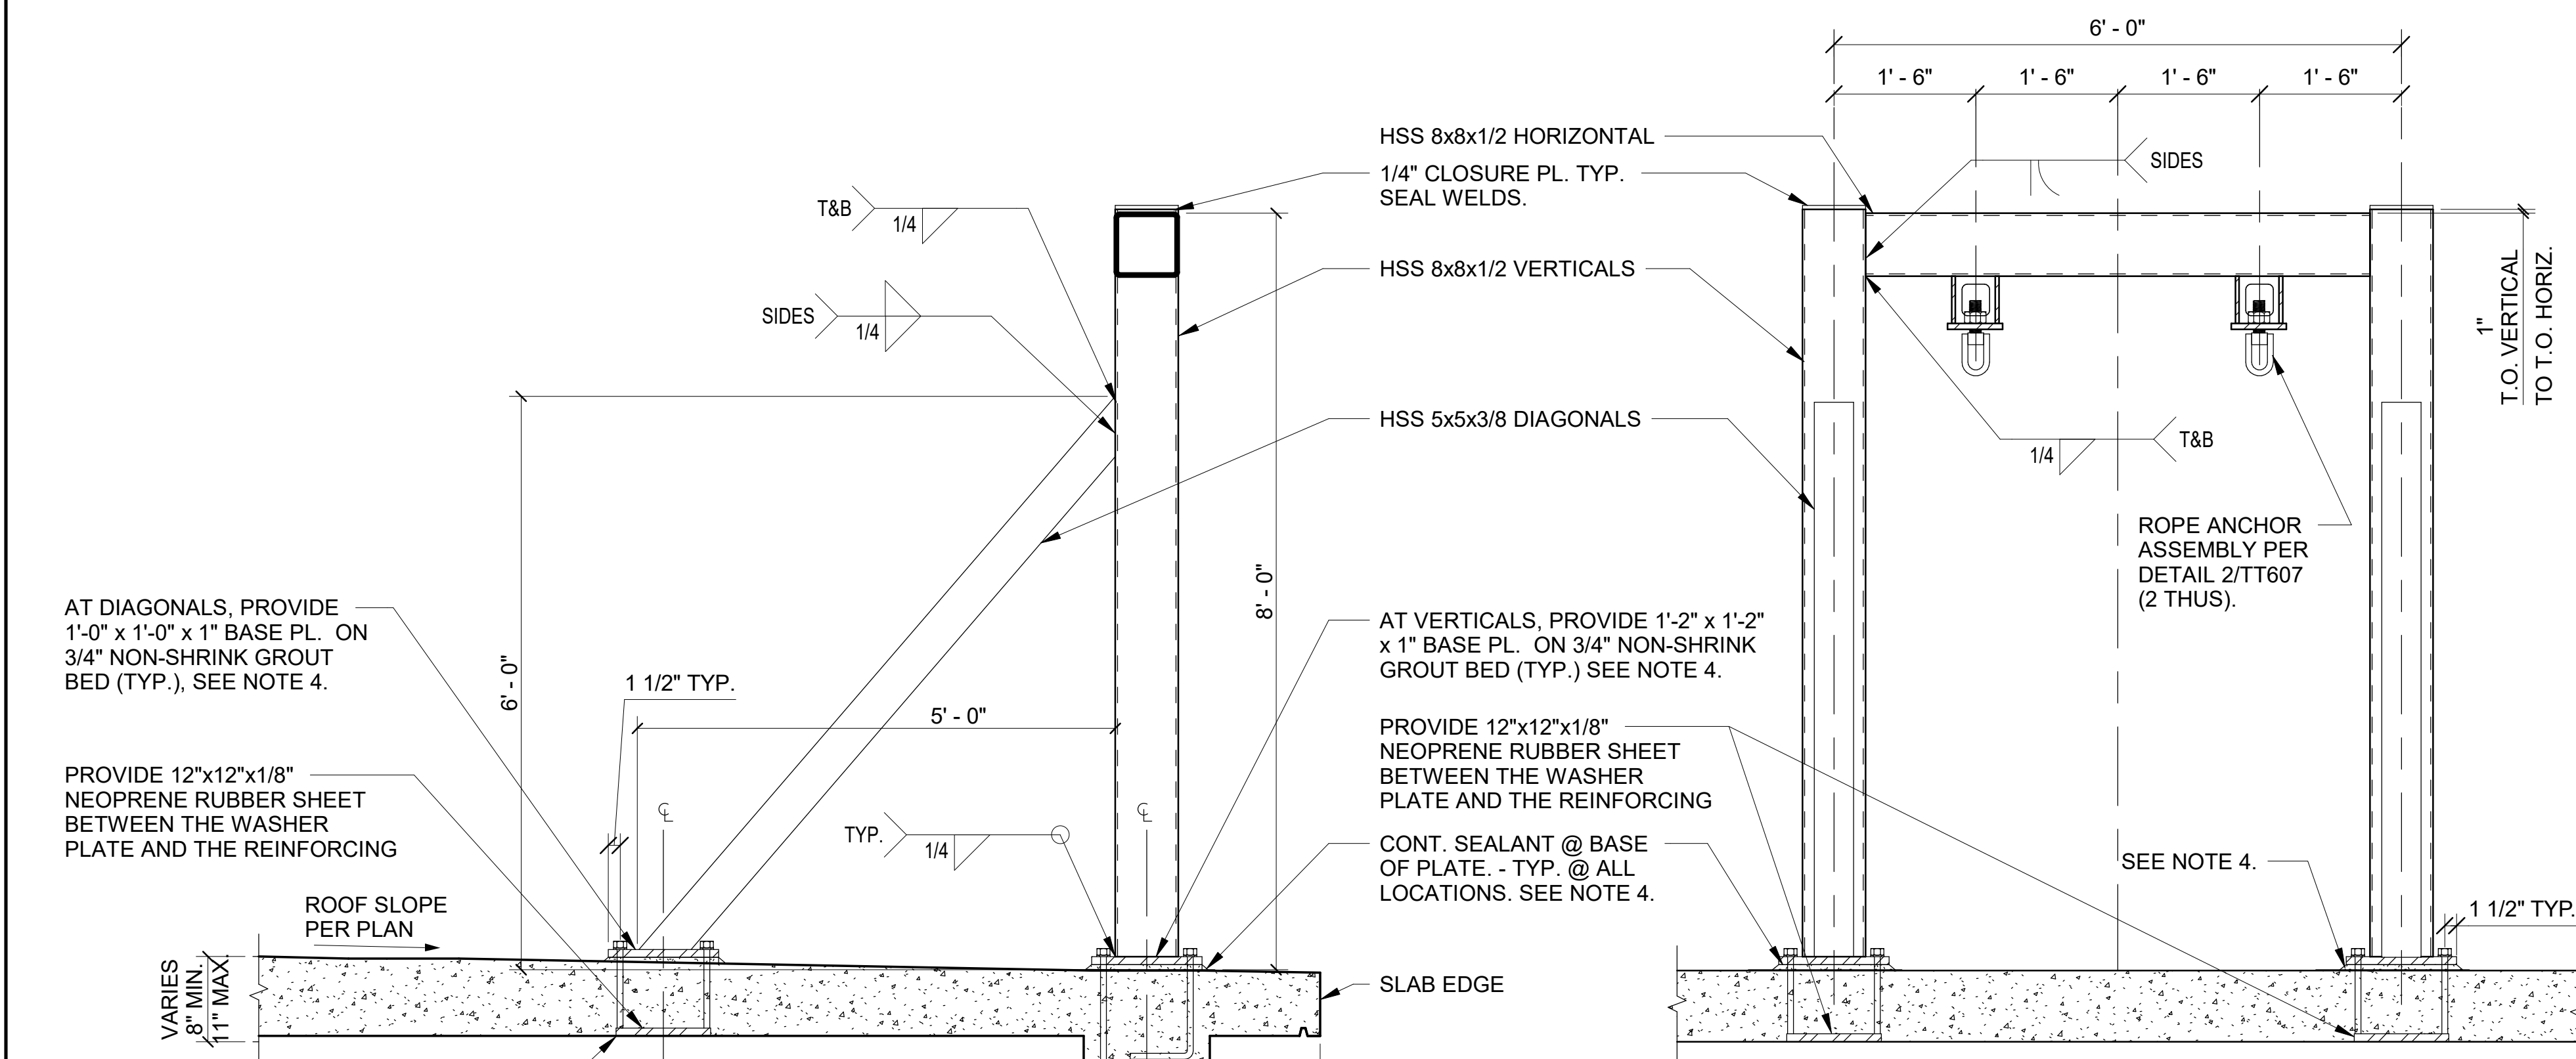 6' - 0"
1' - 6"
1' - 6"
1' - 6"
1' - 6"
HSS 8x8x1/2 HORIZONTAL
1/4" CLOSURE PL. TYP.
SEAL WELDS.
SIDES
T&B
1/4
HSS 8x8x1/2 VERTICALS
SIDES
1/4
1"
T.O. VERTICAL
TO T.O. HORIZ.
HSS 5x5x3/8 DIAGONALS
T&B
1/4
ROPE ANCHOR
ASSEMBLY PER
DETAIL 2/TT607
(2 THUS).
8' - 0"
AT DIAGONALS, PROVIDE
1'-0" x 1'-0" x 1" BASE PL. ON
3/4" NON-SHRINK GROUT
BED (TYP.), SEE NOTE 4.
6' - 0"
1 1/2" TYP.
5' - 0"
AT VERTICALS, PROVIDE 1'-2" x 1'-2"
x 1" BASE PL. ON 3/4" NON-SHRINK
GROUT BED (TYP.) SEE NOTE 4.
PROVIDE 12"x12"x1/8"
NEOPRENE RUBBER SHEET
BETWEEN THE WASHER
PLATE AND THE REINFORCING
PROVIDE 12"x12"x1/8"
NEOPRENE RUBBER SHEET
BETWEEN THE WASHER
PLATE AND THE REINFORCING
℄
℄
TYP.
1/4
CONT. SEALANT @ BASE
OF PLATE. - TYP. @ ALL
LOCATIONS. SEE NOTE 4.
SEE NOTE 4.
1 1/2" TYP.
ROOF SLOPE
PER PLAN
VARIES
8" MIN.
11" MAX.
SLAB EDGE